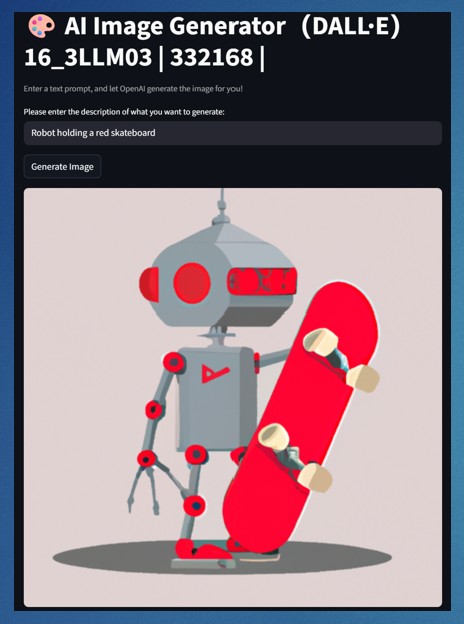 🎨 AI Image Generator （DALL·E）
16_3LLM03 | 332168 |
Enter a text prompt, and let OpenAI generate the image for you!
Please enter the description of what you want to generate:
Robot holding a red skateboard
Generate Image